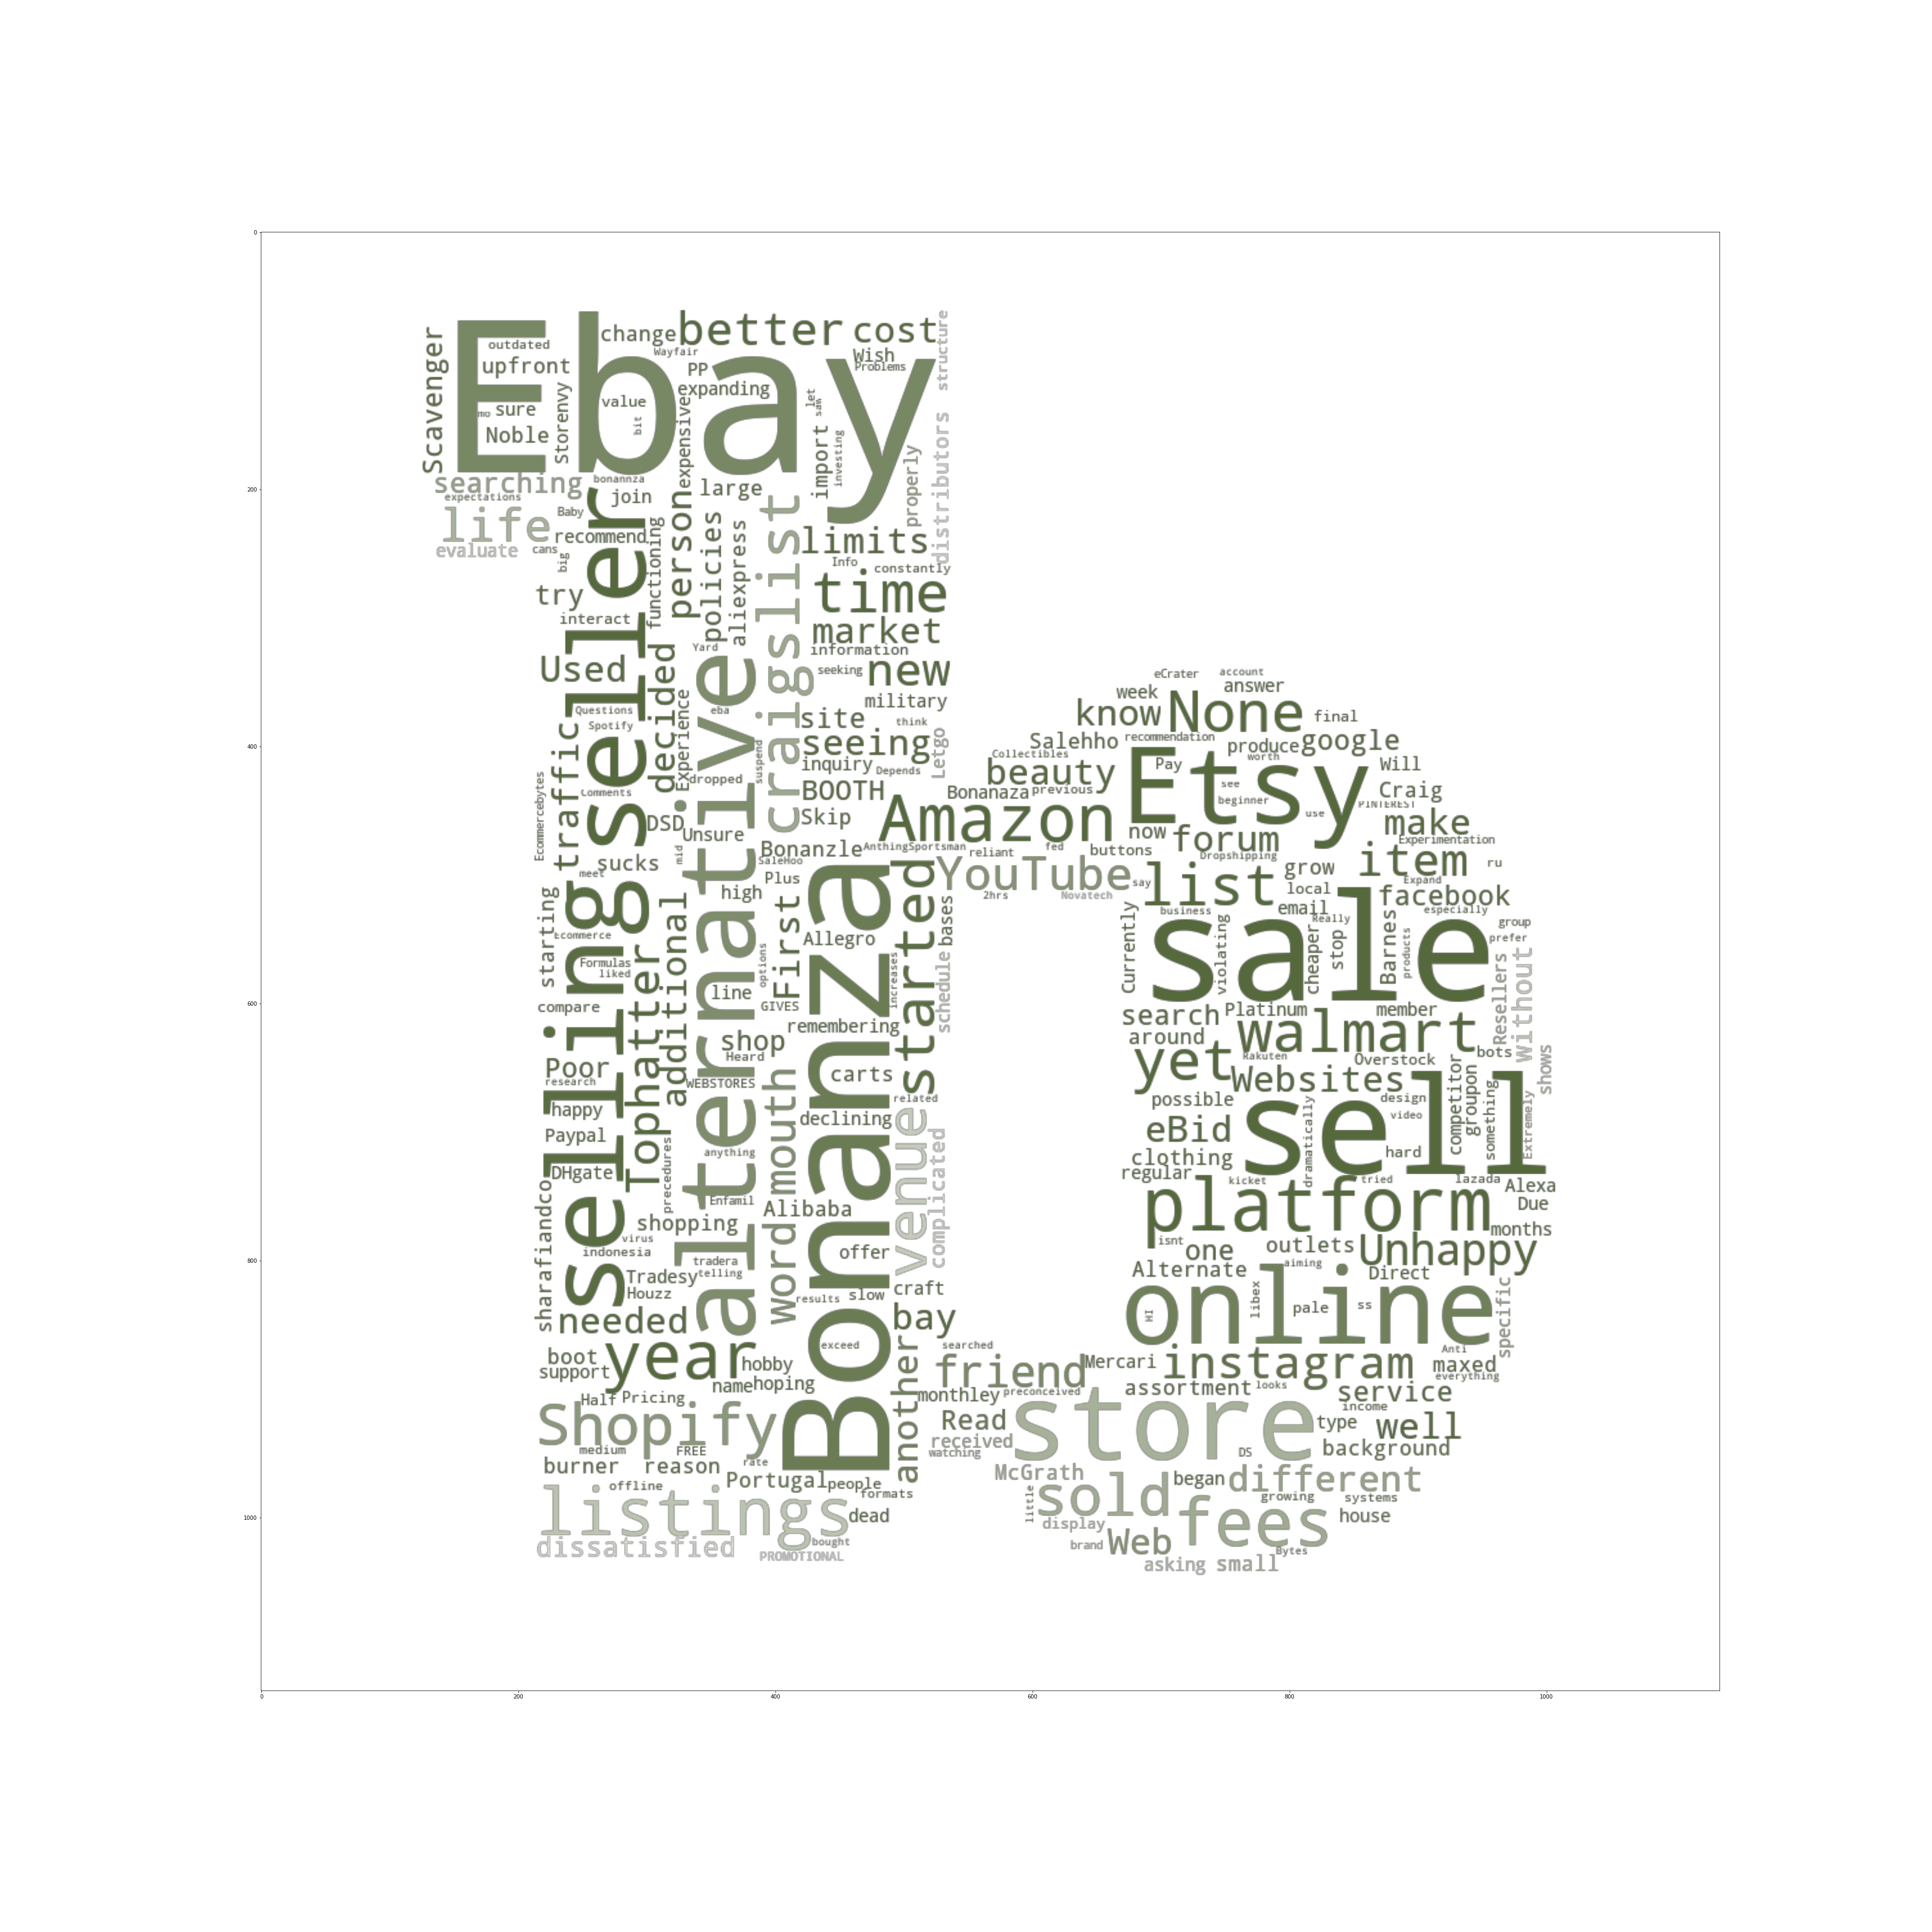 0
200
400
600
800
1000
0
200
400
600
800
1000
Ebay
change
better
cost
structure
Scavenger
outdated
upfront
Wayfair
PP
Wish
Problems
expanding
mo
sure
Noble
Storenvy
value
bit
expensive
let
saw
import
investing
properly
distributors
searching
expectations
bonannza
join
large
life
Baby
recommend
evaluate
cans
big
functioning
person
policies
aliexpress
craigslist
limits
Info
constantly
time
try
interact
market
information
Yard
seeking
new
military
Used
seller
decided
Experience
Questions
Spotify
eba
site
think
seeing
inquiry
Depends
Letgo
suspend
dropped
BOOTH
Skip
traffic
Ecommercebytes
Comments
DSD
Unsure
sucks
meet
mid
Bonanzle
SaleHoo
AnthingSportsman
Plus
high
Amazon
YouTube
reliant
fed
buttons
2hrs
Novatech
say
Salehho
recommendation
Collectibles
beauty
Bonanaza
previous
eCrater
account
week
answer
know
None
final
produce
google
worth
Etsy
Pay
see
beginner
use
Will
Craig
PINTEREST
make
now
forum
Experimentation
Dropshipping
item
ru
grow
list
local
Expand
facebook
email
business
Really
especially
group
prefer
Currently
violating
sale
cheaper
stop
Barnes
products
Resellers
Without
search
Platinum
member
around
walmart
bots
shows
yet
Rakuten
Overstock
Websites
possible
design
video
competitor
groupon
something
Extremely
eBid
sell
hard
clothing
regular
dramatically
kicket
tried
lazada
Alexa
Due
platform
months
isnt
one
outlets
Unhappy
Alternate
aiming
Direct
online
HI
libex
pale
ss
specific
searched
friend
Mercari
instagram
Anti
maxed
everything
monthley
preconceived
assortment
looks
service
income
Read
store
type
well
received
watching
DS
background
McGrath
began
different
little
sold
growing
systems
display
fees
house
brand
Web
Bytes
asking
small
starting
selling
Ecommerce
Formulas
liked
compare
Tophatter
additional
alternative
options
line
First
GIVES
Allegro
increases
Bonanza
started
bases
schedule
remembering
shop
Heard
carts
Poor
research
WEBSTORES
happy
Paypal
DHgate
mouth
declining
related
venue
complicated
anything
precedures
Enfamil
Alibaba
shopping
virus
indonesia
word
offer
tradera
telling
Tradesy
Houzz
sharafiandco
results
slow
craft
needed
bay
exceed
another
boot
support
year
hobby
name
hoping
Half
Pricing
Shopify
medium
FREE
burner
reason
rate
Portugal
people
formats
offline
listings
dead
bought
dissatisfied
PROMOTIONAL